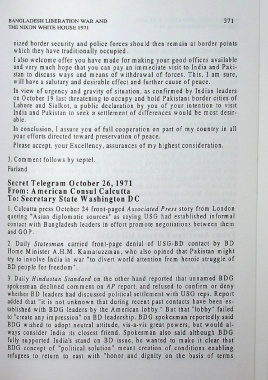 BANGLADESH LIBERATION WAR AND
THE NIXON WHITE HOUSE 1971
371
rized border security and police forces should then remain at border points
which they have traditionally occupied.
I also welcome offer you have made for making your good offices available
and very much hope that you can pay an immediate visit to India and Paki-
stan to discuss ways and means of withdrawal of forces. This, I am sure,
will have a salutary and desirable effect and further cause of peace.
In view of urgency and gravity of situation, as confirmed by Indian leaders
on October 19 last threatening to occupy and hold Pakistani border cities of
Lahore and Sialkot, a public declaration by you of your intention to visit
India and Pakistan to seek a settlement of differences would be most desir-
able.
In conclusion, I assure you of full cooperation on part of my country in all
your efforts directed toward preservation of peace.
Please accept, your Excellency, assurances of my highest consideration.
3. Comment follows by septel.
Farland
Secret Telegram October 26, 1971
From: American Consul Calcutta
To: Secretary State Washington DC
1. Calcutta press October 24 front-paged Associated Press story from London
quoting "Asian diplomatic sources" as saying USG had established informal
contact with Bangladesh leaders in effort promote negotiations between them
and GOP.
2. Daily Statesman carried front-page denial of USG-BD contact by BD
Home Minister A.H.M. Kamaruzzman, who also opined that Pakistan might
try to involve India in war "to divert world attention from heroic struggle of
BD people for freedom".
3. Daily Hindustan Standard on the other hand reported that unnamed BDG
spokesman declined comment on AP report, and refused to confirm or deny
whether BD leaders had discussed political settlement with USG reps. Report
added that "it is not unknown that during recent past contacts have been es-
tablished with BDG leaders by the American lobby." But that "lobby" failed
to "create any impression" on BD leadership. BDG spokesman reportedly said
BDG wished to adopt neutral attitude, vis-a-vis great powers, but would al-
ways consider India its closest friend. Spokesman also said although BDG
fully supported India's stand on BD issue, he wanted to make it clear that
BDG concept of "political solution" meant creation of conditions enabling
refugees to return to east with "honor and dignity on the basis of terms